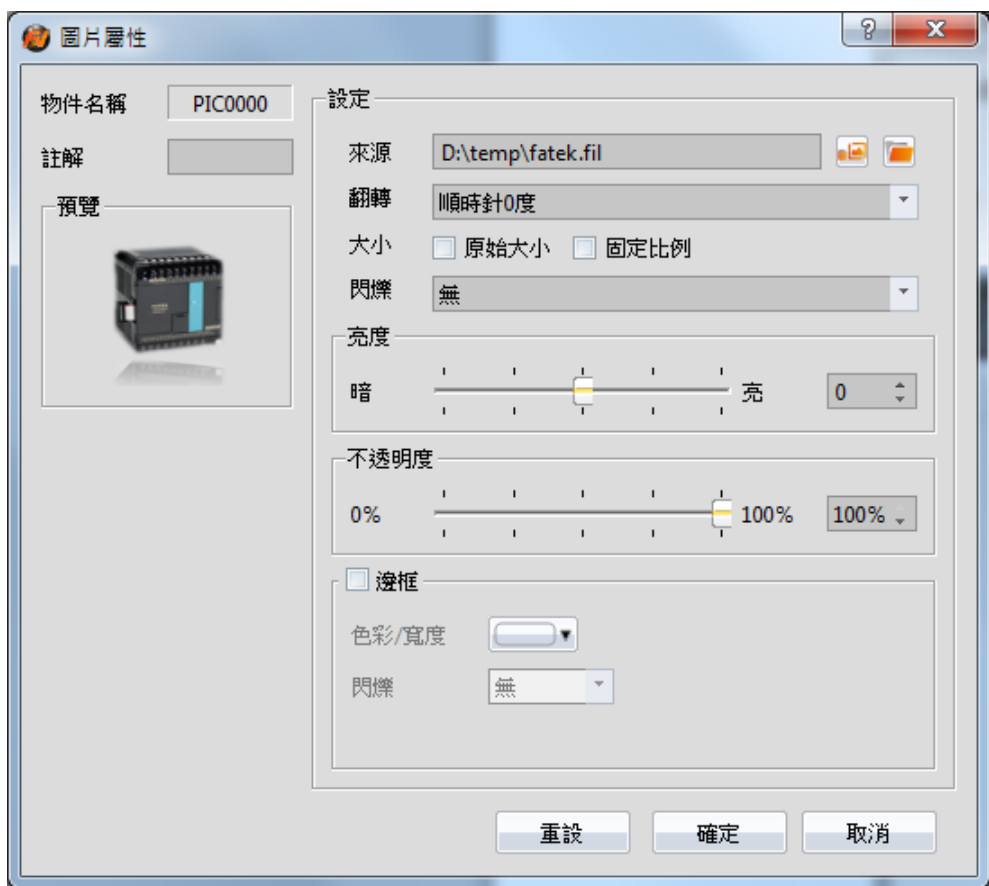 圖片屬性
?
物件名稱 PIC0000
註解
預覽
設定
來源 D:\temp\fatek.fil
翻轉 順時針0度
大小 原始大小 固定比例
閃爍 無
亮度
暗 亮 0
不透明度
0% 100% 100%
邊框
色彩/寬度
閃爍 無
重設 確定 取消